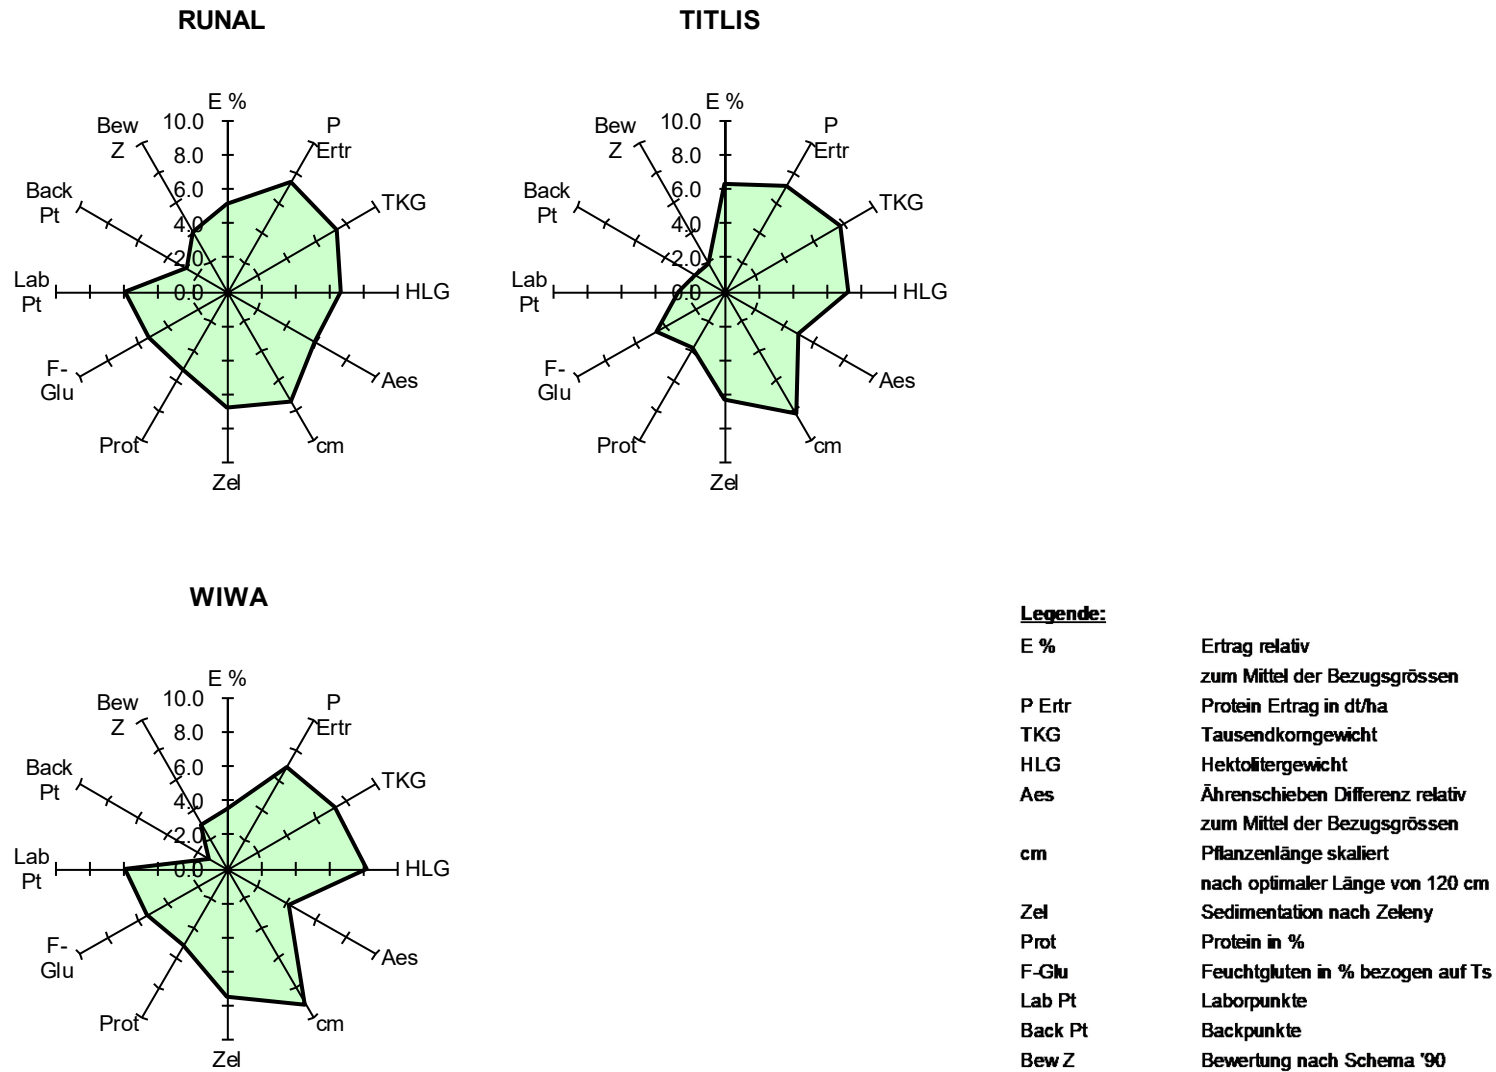 RUNAL
E %
10.0
8.0
6.0
4.0
2.0
0.0
P
Ertr
TKG
HLG
Aes
cm
Zel
Prot
F-
Glu
Lab
Pt
Back
Pt
Bew
Z
TITLIS
E %
10.0
8.0
6.0
4.0
2.0
0.0
P
Ertr
TKG
HLG
Aes
cm
Zel
Prot
F-
Glu
Lab
Pt
Back
Pt
Bew
Z
WIWA
E %
10.0
8.0
6.0
4.0
2.0
0.0
P
Ertr
TKG
HLG
Aes
cm
Zel
Prot
F-
Glu
Lab
Pt
Back
Pt
Bew
Z
Legende:
E % Ertrag relativ
zum Mittel der Bezugsgrössen
P Ertr Protein Ertrag in dt/ha
TKG Tausendkorngewicht
HLG Hektolitergewicht
Aes Ährenschieben Differenz relativ
zum Mittel der Bezugsgrössen
cm Pflanzenlänge skaliert
nach optimaler Länge von 120 cm
Zel Sedimentation nach Zeleny
Prot Protein in %
F-Glu Feuchtgluten in % bezogen auf Ts
Lab Pt Laborpunkte
Back Pt Backpunkte
Bew Z Bewertung nach Schema '90